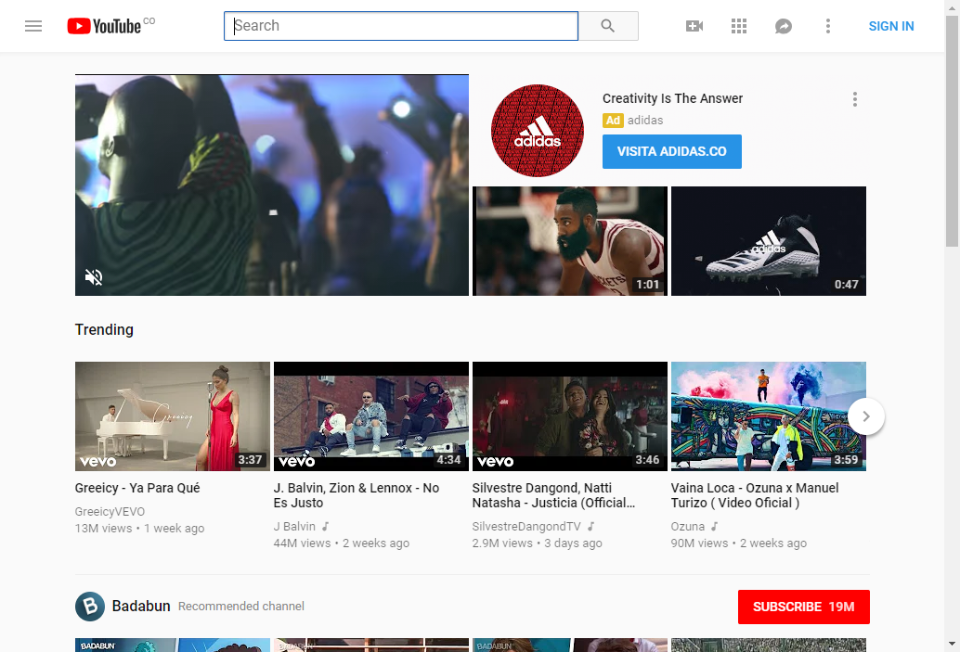 YouTube CO
Search
SIGN IN
Creativity Is The Answer
Ad adidas
VISITA ADIDAS.CO
adidas
1:01
adidas
0:47
Trending
Greeicy
vevo
3:37
vevo
4:34
vevo
3:46
3:59
Greeicy - Ya Para Qué
GreeicyVEVO
13M views • 1 week ago
J. Balvin, Zion & Lennox - No
Es Justo
J Balvin
44M views • 2 weeks ago
Silvestre Dangond, Natti
Natasha - Justicia (Official...
SilvestreDangondTV
2.9M views • 3 days ago
Vaina Loca - Ozuna x Manuel
Turizo ( Video Oficial )
Ozuna
90M views • 2 weeks ago
B
Badabun Recommended channel
SUBSCRIBE 19M
BADABUN
BADABUN
BADABUN